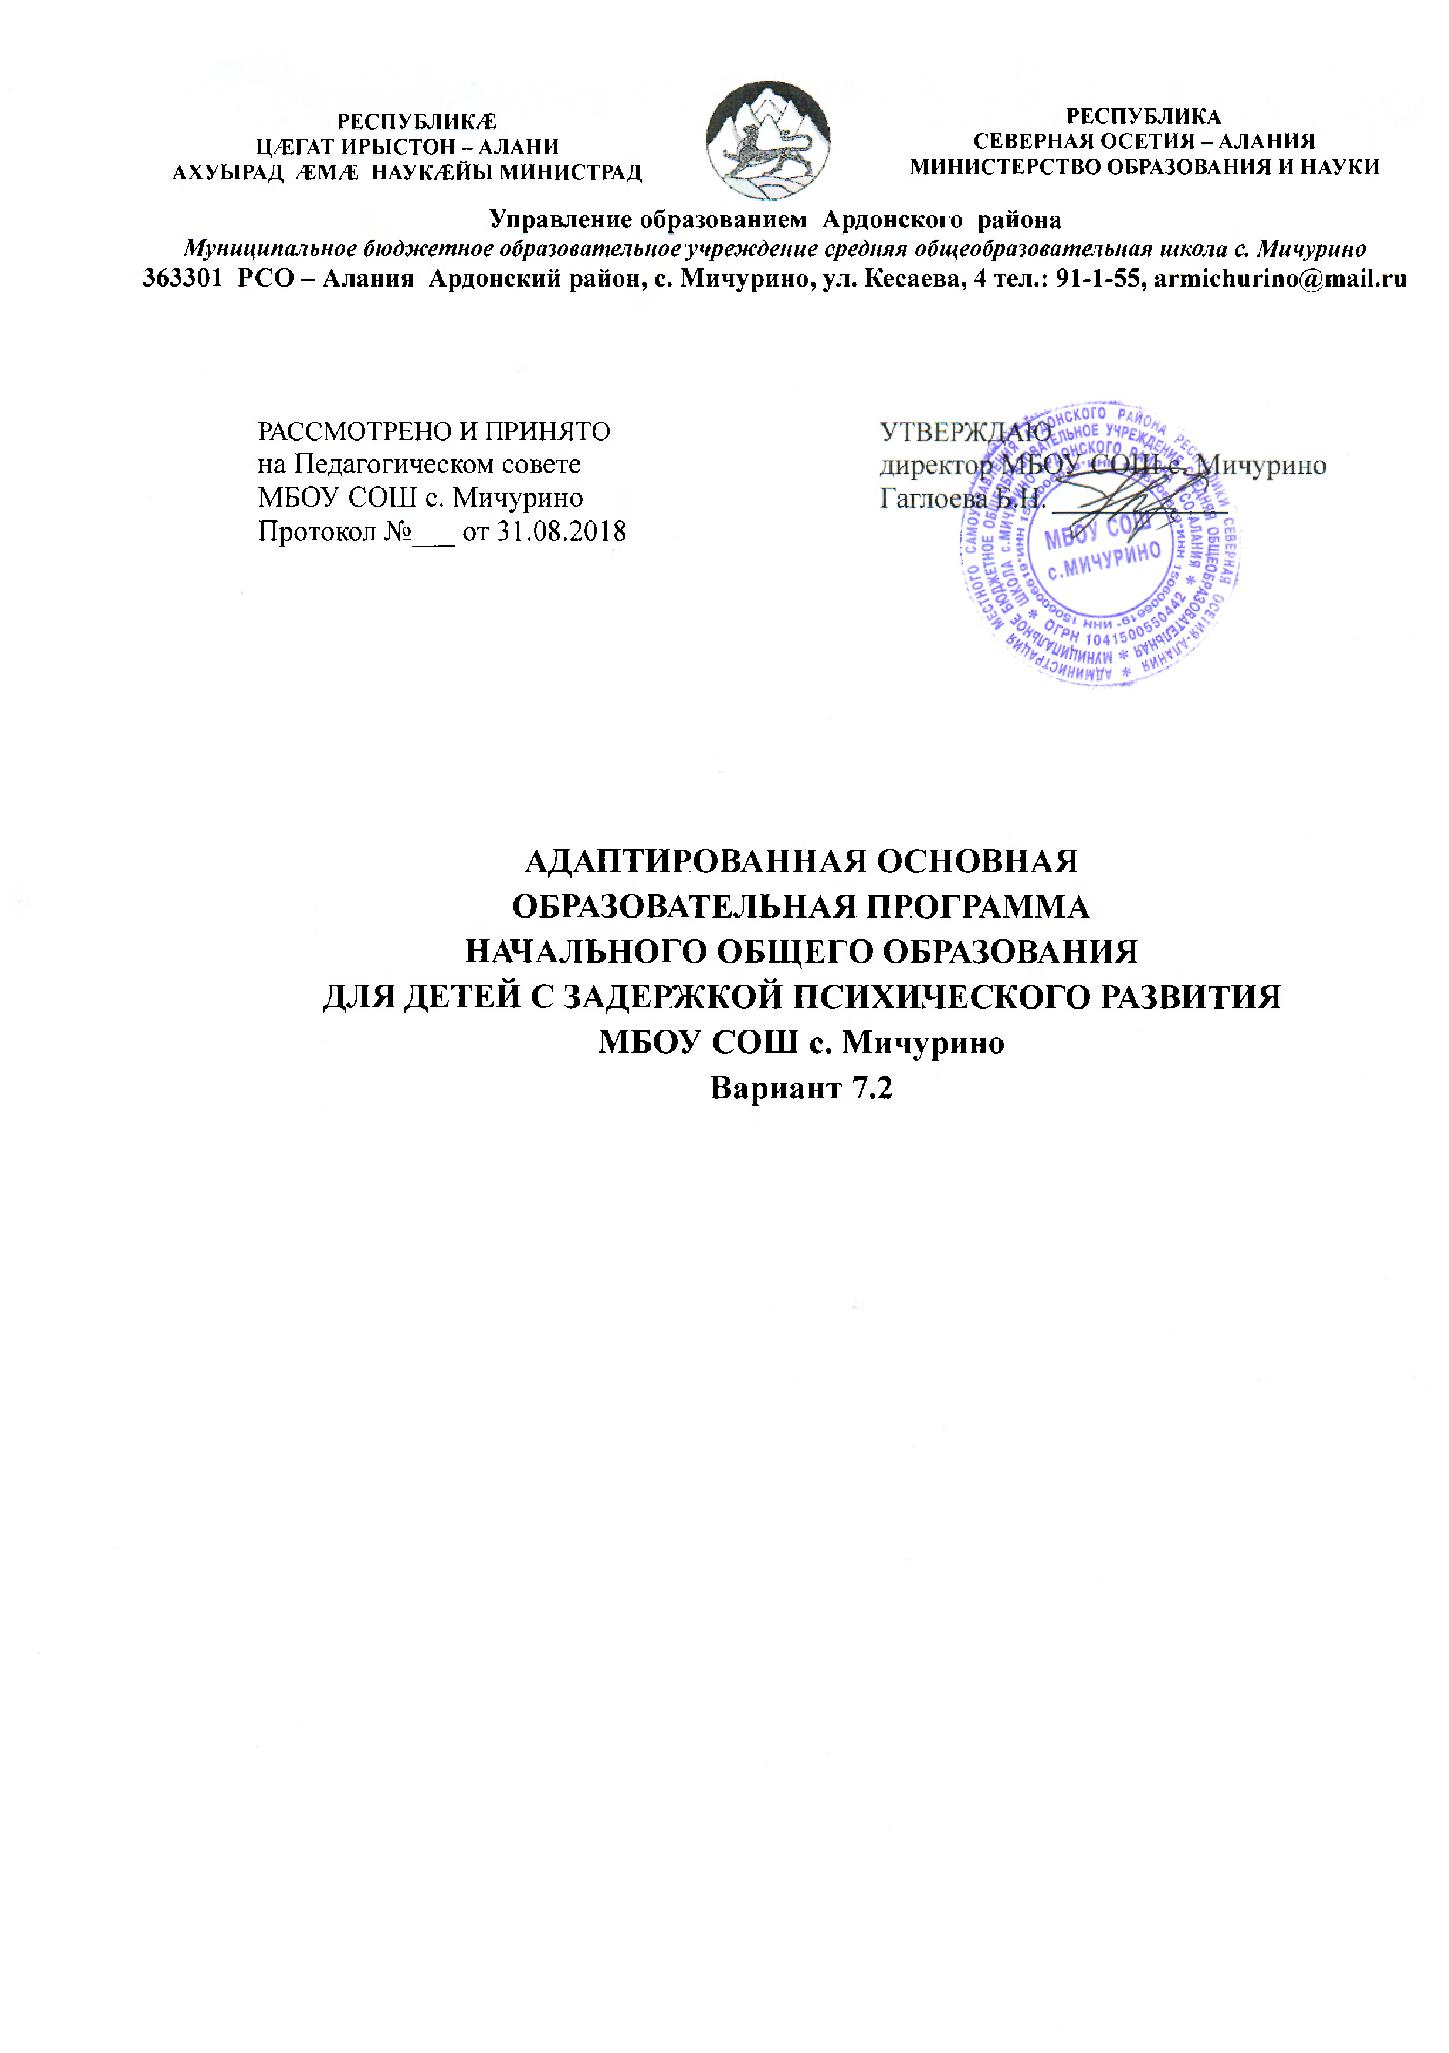 РЕСПУБЛИКÆ
ЦÆГАТ ИРЫСТОН – АЛАНИ
АХУЫРАД ÆМÆ НАУКÆЙЫ МИНИСТРАД
РЕСПУБЛИКА
СЕВЕРНАЯ ОСЕТИЯ – АЛАНИЯ
МИНИСТЕРСТВО ОБРАЗОВАНИЯ И НАУКИ
Управление образованием Ардонского района
Муниципальное бюджетное образовательное учреждение средняя общеобразовательная школа с. Мичурино
363301 РСО – Алания Ардонский район, с. Мичурино, ул. Кесаева, 4 тел.: 91-1-55, armichurino@mail.ru
РАССМОТРЕНО И ПРИНЯТО
на Педагогическом совете
МБОУ СОШ с. Мичурино
Протокол №___ от 31.08.2018
УТВЕРЖДАЮ
директор МБОУ СОШ с. Мичурино
Гаглоева Б.Н. ____________
МБОУ СОШ
с.МИЧУРИНО
ОГРН 1041500550442
АДАПТИРОВАННАЯ ОСНОВНАЯ
ОБРАЗОВАТЕЛЬНАЯ ПРОГРАММА
НАЧАЛЬНОГО ОБЩЕГО ОБРАЗОВАНИЯ
ДЛЯ ДЕТЕЙ С ЗАДЕРЖКОЙ ПСИХИЧЕСКОГО РАЗВИТИЯ
МБОУ СОШ с. Мичурино
Вариант 7.2